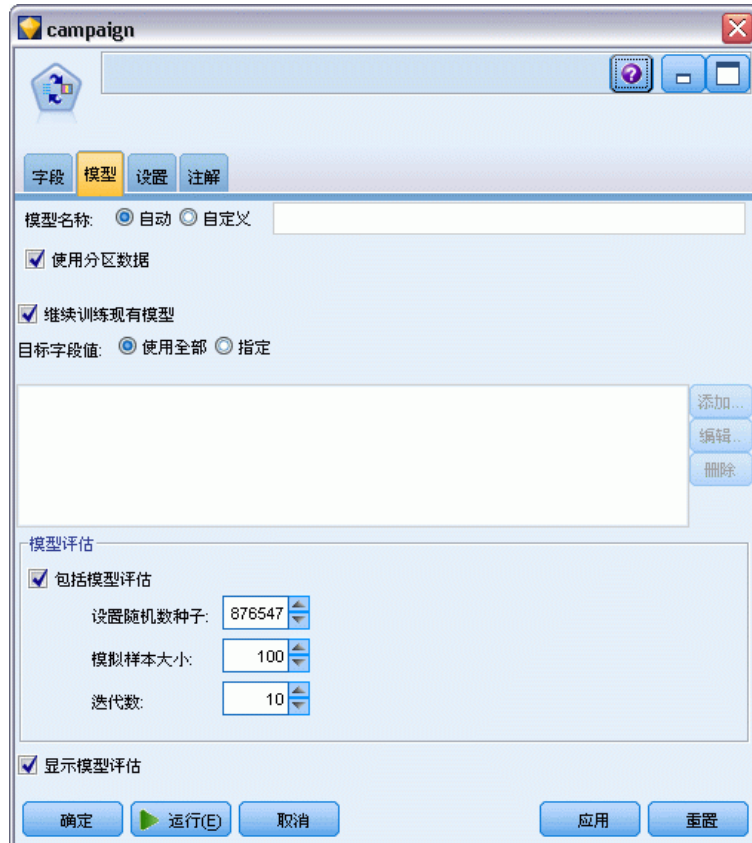 campaign
字段 模型 设置 注解
模型名称: 自动 自定义
使用分区数据
继续训练现有模型
目标字段值: 使用全部 指定
添加...
编辑..
删除
模型评估
包括模型评估
设置随机数种子: 876547
模拟样本大小: 100
迭代数: 10
显示模型评估
确定 运行(E) 取消 应用 重置